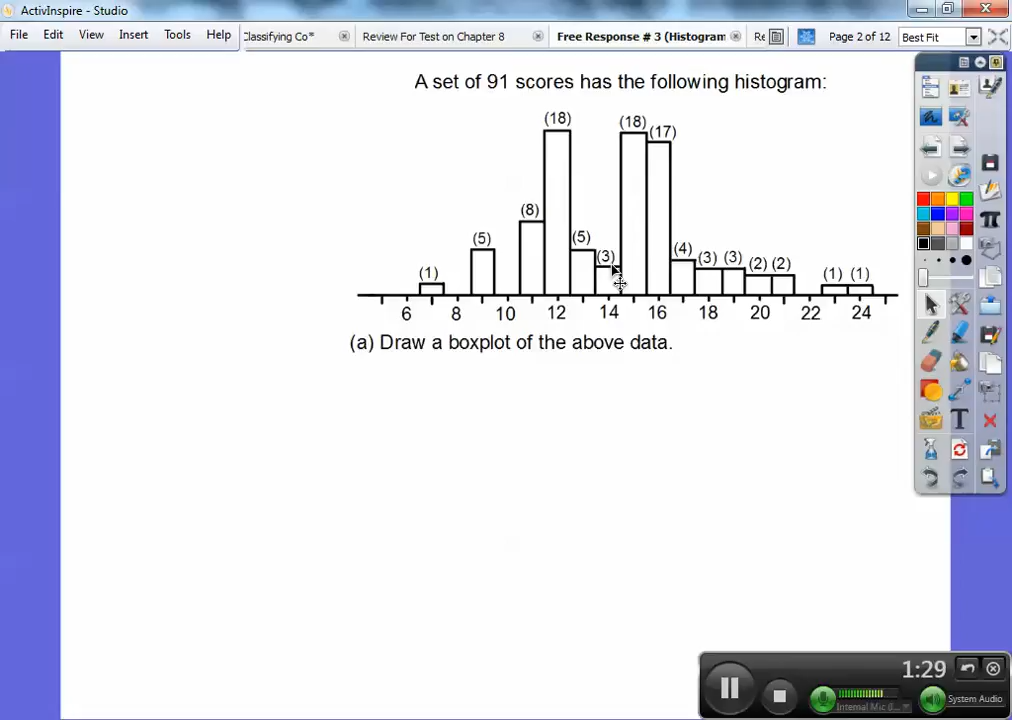 ActivInspire - Studio
File Edit View Insert Tools Help
Classifying Co* Review For Test on Chapter 8 Free Response # 3 (Histogram Re Page 2 of 12 Best Fit
A set of 91 scores has the following histogram:
(18) (18) (17)
(8)
(5) (5) (3) (4) (3) (3) (2) (2)
(1) (1) (1)
6 8 10 12 14 16 18 20 22 24
(a) Draw a boxplot of the above data.
T
1:29
Internal Mic (I... System Audio